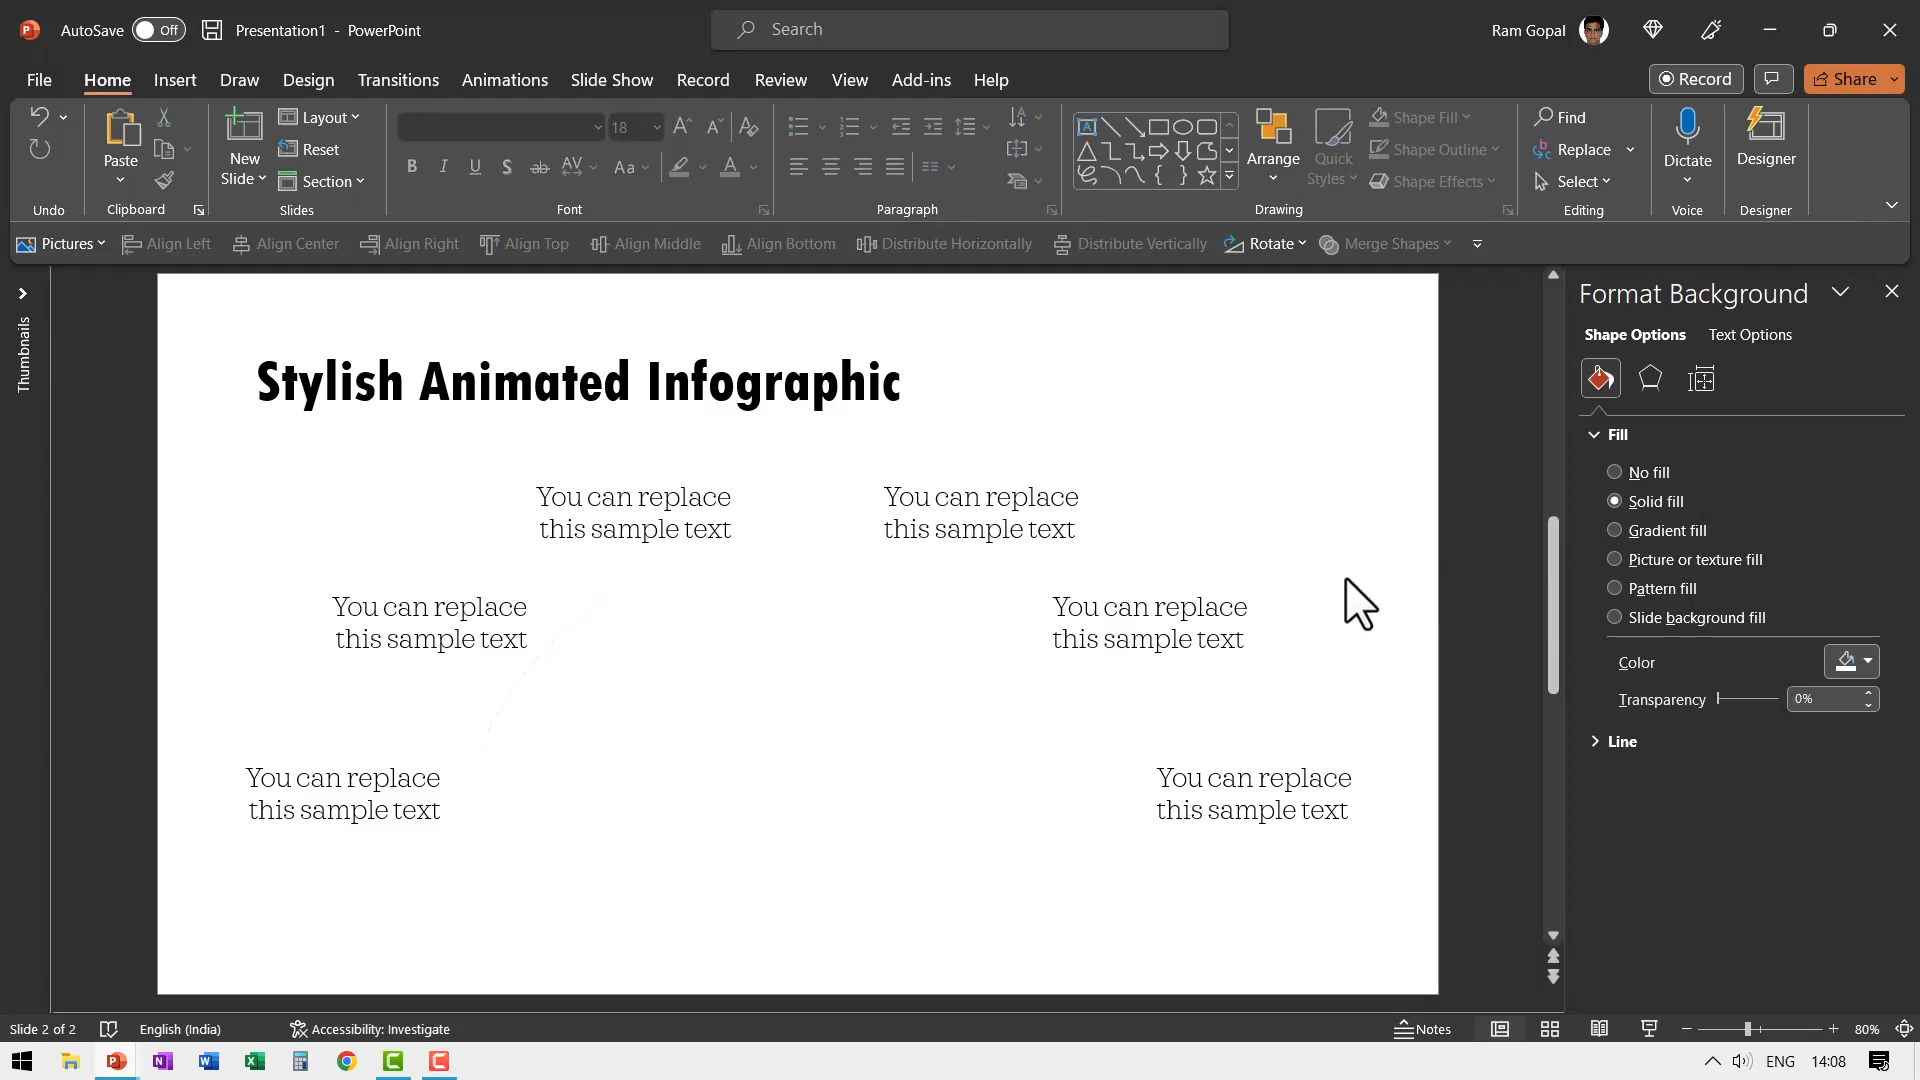 AutoSave Off Presentation1 - PowerPoint Search Ram Gopal
File Home Insert Draw Design Transitions Animations Slide Show Record Review View Add-ins Help Record Share
Paste
New
Slide
Layout
Reset
Section
18
B I U S ab AV Aa A
Arrange
Quick
Styles
Shape Fill
Shape Outline
Shape Effects
Find
Replace
Select
Dictate
Designer
Undo Clipboard Slides Font Paragraph Drawing Editing Voice Designer
Pictures Align Left Align Center Align Right Align Top Align Middle Align Bottom Distribute Horizontally Distribute Vertically Rotate Merge Shapes
Thumbnails
Stylish Animated Infographic
You can replace
this sample text
You can replace
this sample text
You can replace
this sample text
You can replace
this sample text
You can replace
this sample text
You can replace
this sample text
Format Background
Shape Options Text Options
Fill
No fill
Solid fill
Gradient fill
Picture or texture fill
Pattern fill
Slide background fill
Color
Transparency 0%
Line
Slide 2 of 2 English (India) Accessibility: Investigate Notes 80%
ENG 14:08